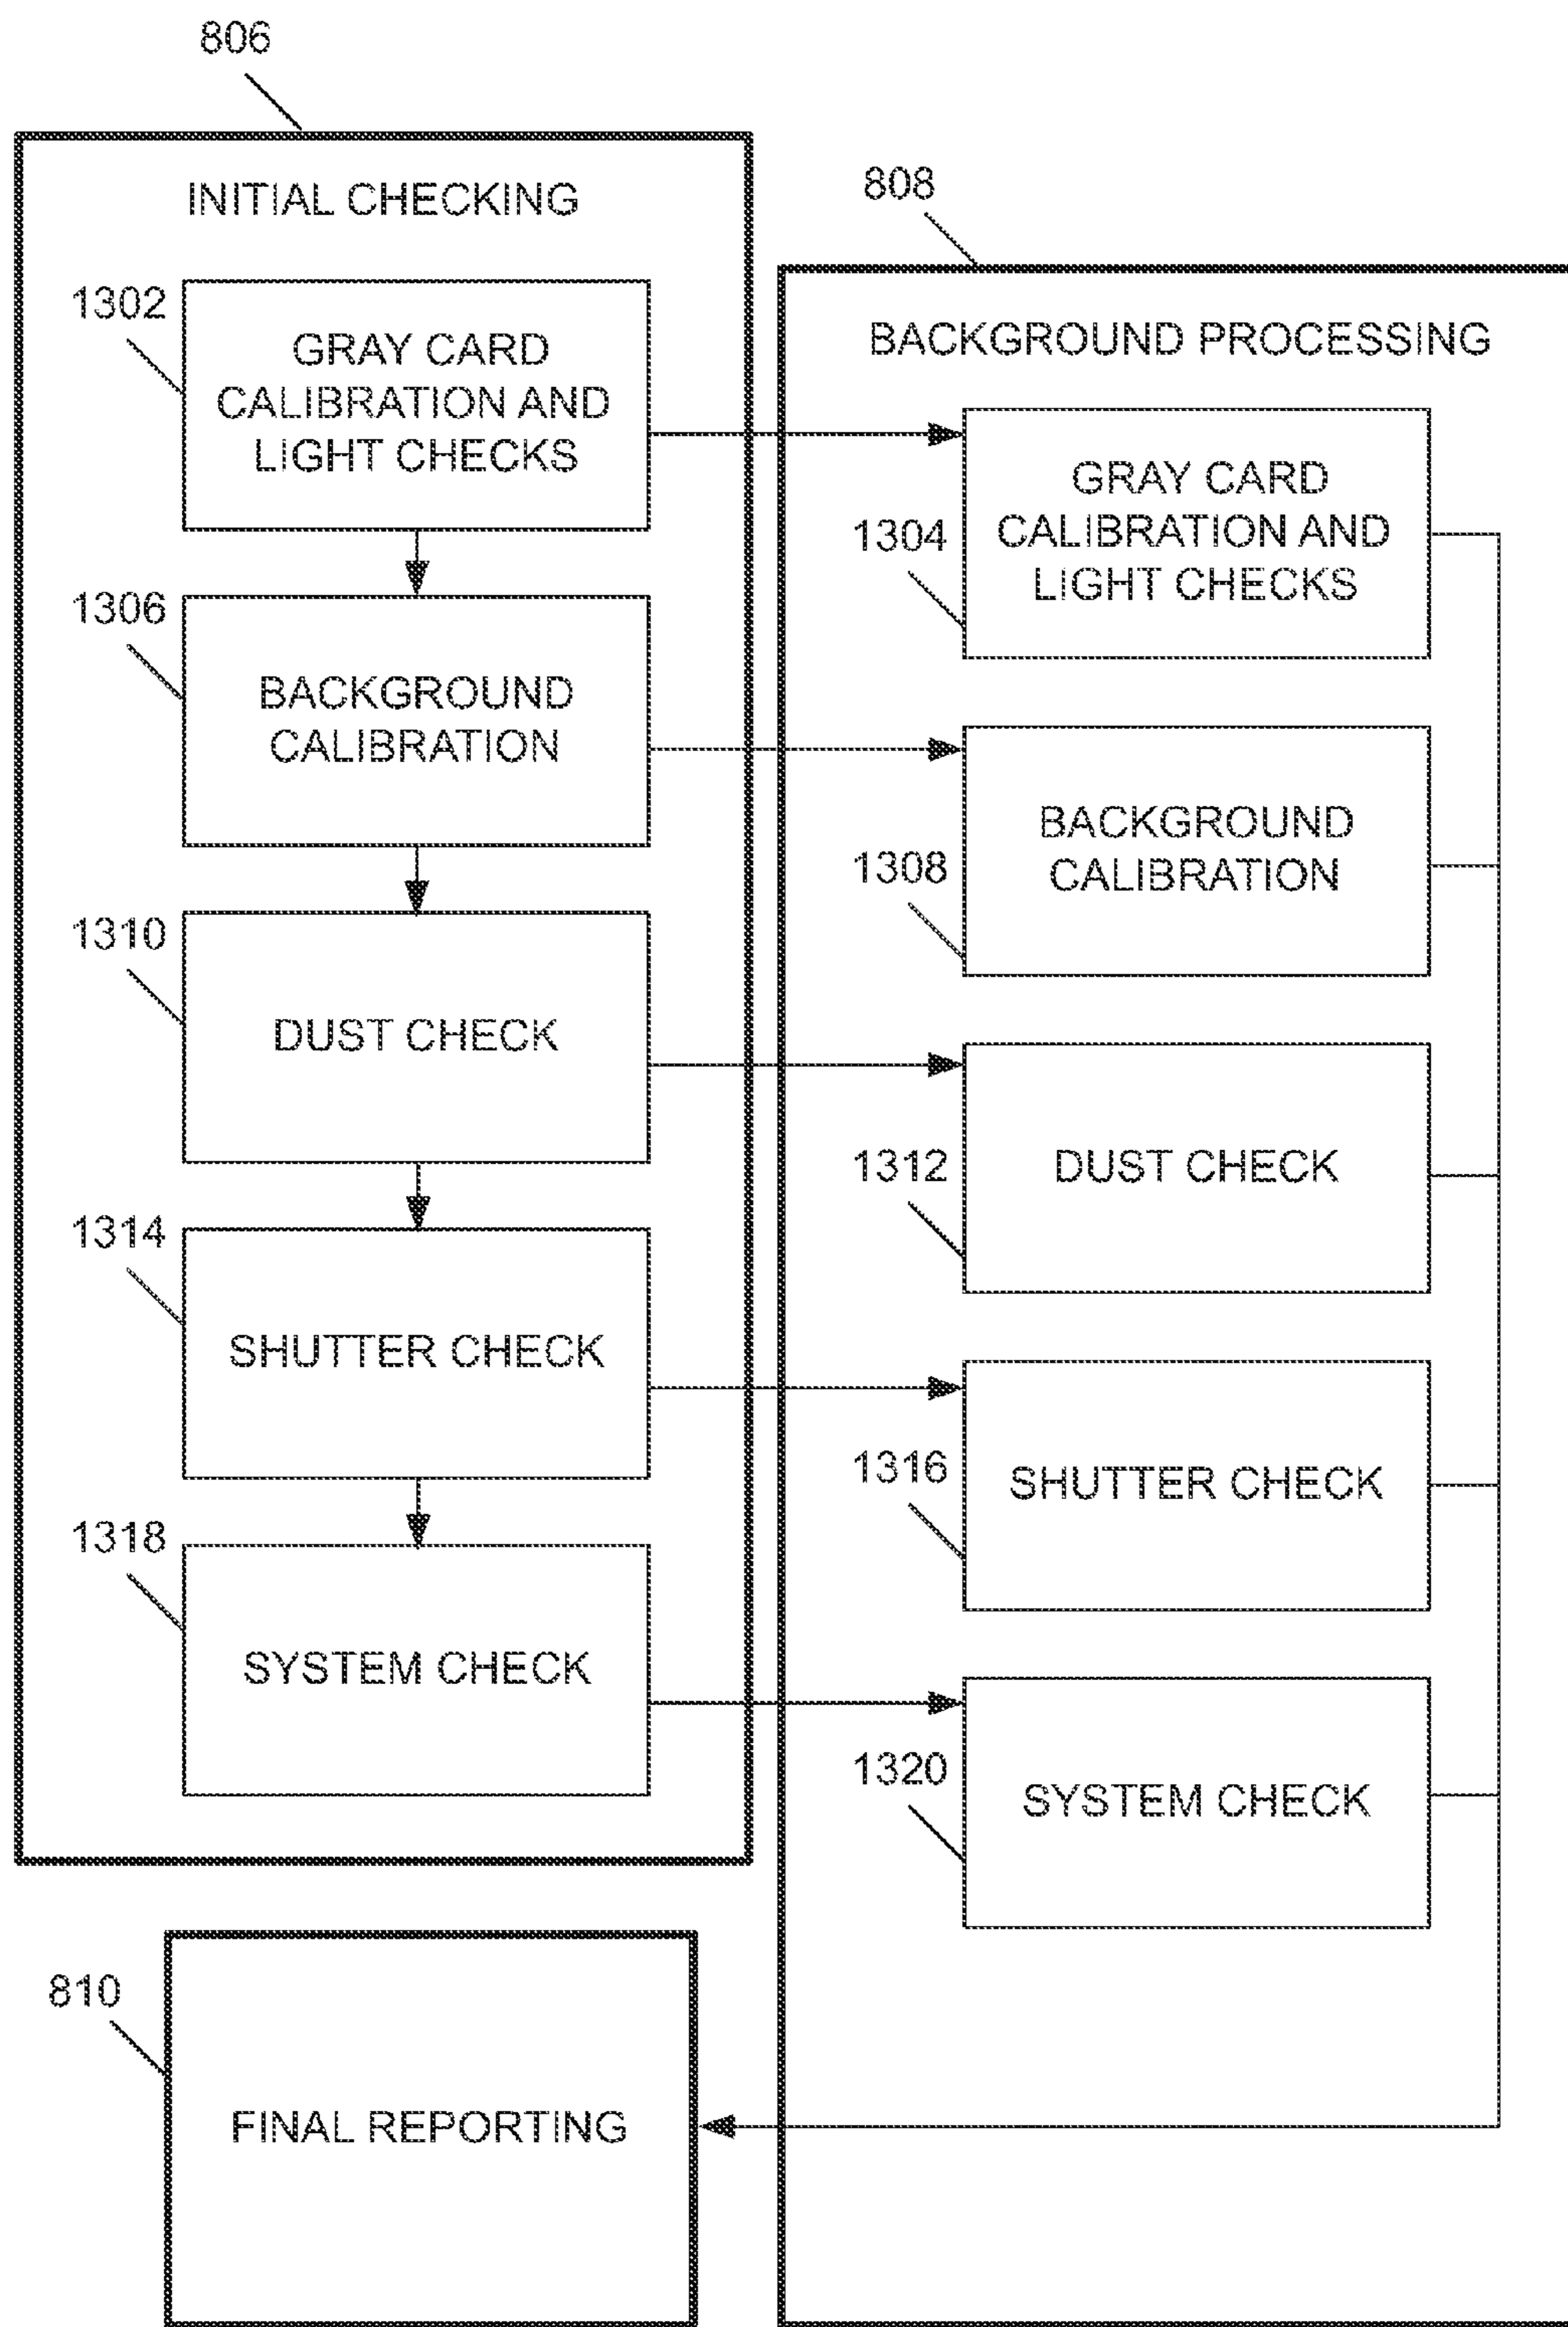 806
INITIAL CHECKING
1302
GRAY CARD
CALIBRATION AND
LIGHT CHECKS
1306
BACKGROUND
CALIBRATION
1310
DUST CHECK
1314
SHUTTER CHECK
1318
SYSTEM CHECK
808
BACKGROUND PROCESSING
1304
GRAY CARD
CALIBRATION AND
LIGHT CHECKS
1308
BACKGROUND
CALIBRATION
1312
DUST CHECK
1316
SHUTTER CHECK
1320
SYSTEM CHECK
810
FINAL REPORTING